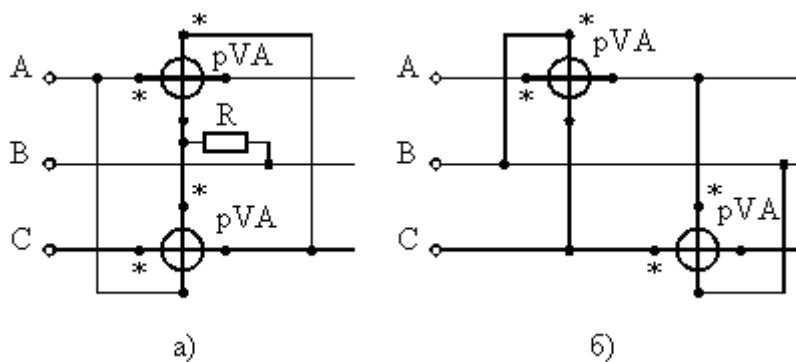 * *
pVA pVA
A * A *
R
B B
* *
pVA pVA
C * C *
а) б)